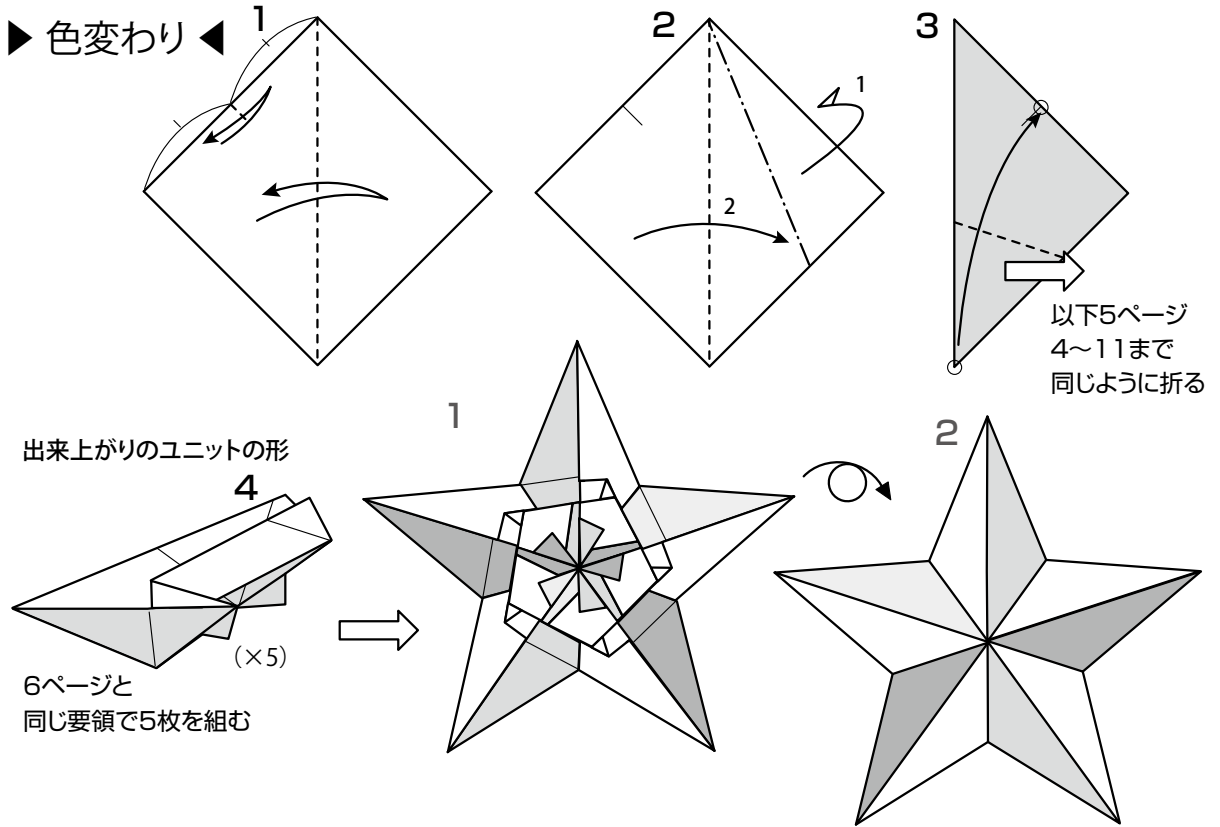 ▶ 色変わり ◀
1
2
1
2
3
以下5ページ
4〜11まで
同じように折る
出来上がりのユニットの形
4
(×5)
6ページと
同じ要領で5枚を組む
1
2